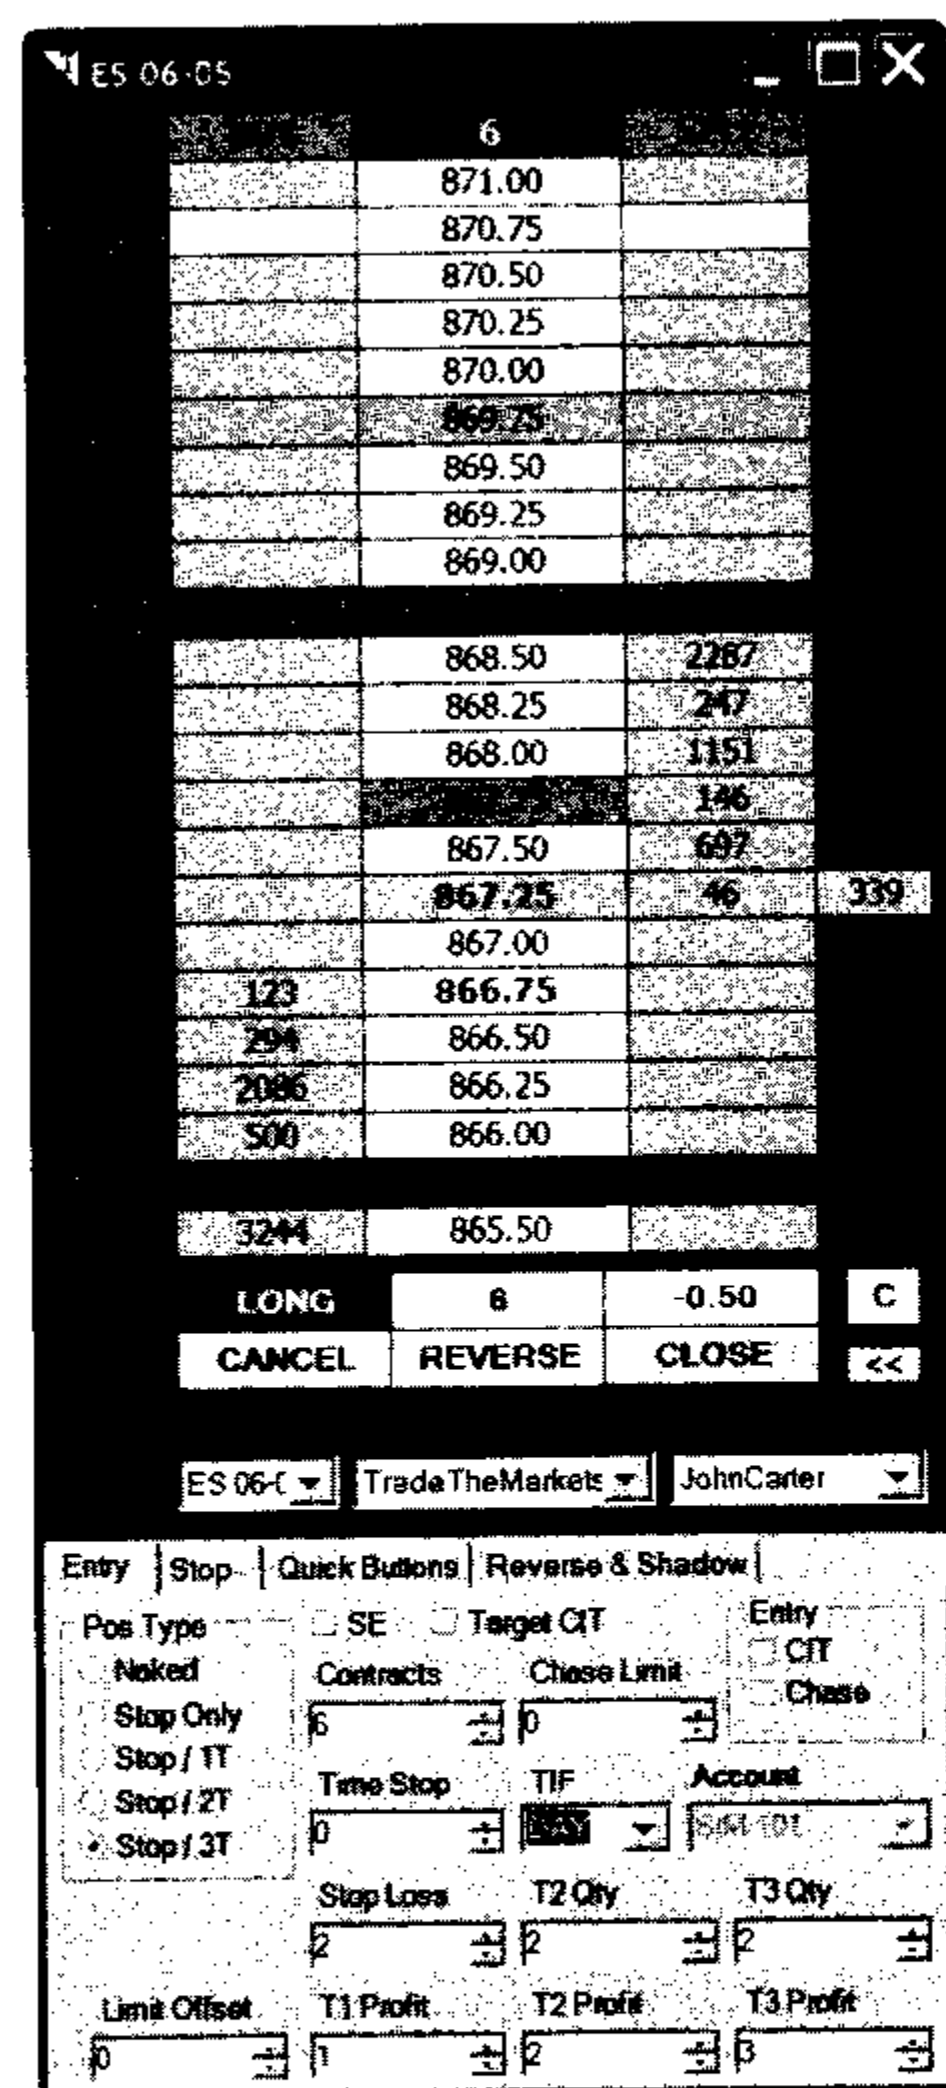 ES 06-05
6
871.00
870.75
870.50
870.25
870.00
869.75
869.50
869.25
869.00
868.50 2287
868.25 247
868.00 1151
146
867.50 697
867.25 46 339
867.00
123 866.75
294 866.50
2086 866.25
500 866.00
3244 865.50
LONG 6 -0.50 C
CANCEL REVERSE CLOSE <<
ES 06-( TradeTheMarkets JohnCarter
Entry Stop Quick Buttons Reverse & Shadow
Pos Type SE Target CIT Entry
Naked Contracts Chase Limit CIT
Stop Only 6 0 Chase
Stop / 1T Time Stop TIF Account
Stop / 2T 0 DAY SIM 101
Stop / 3T
Stop Loss T2 Qty T3 Qty
2 2 2
Limit Offset T1 Profit T2 Profit T3 Profit
0 1 2 3